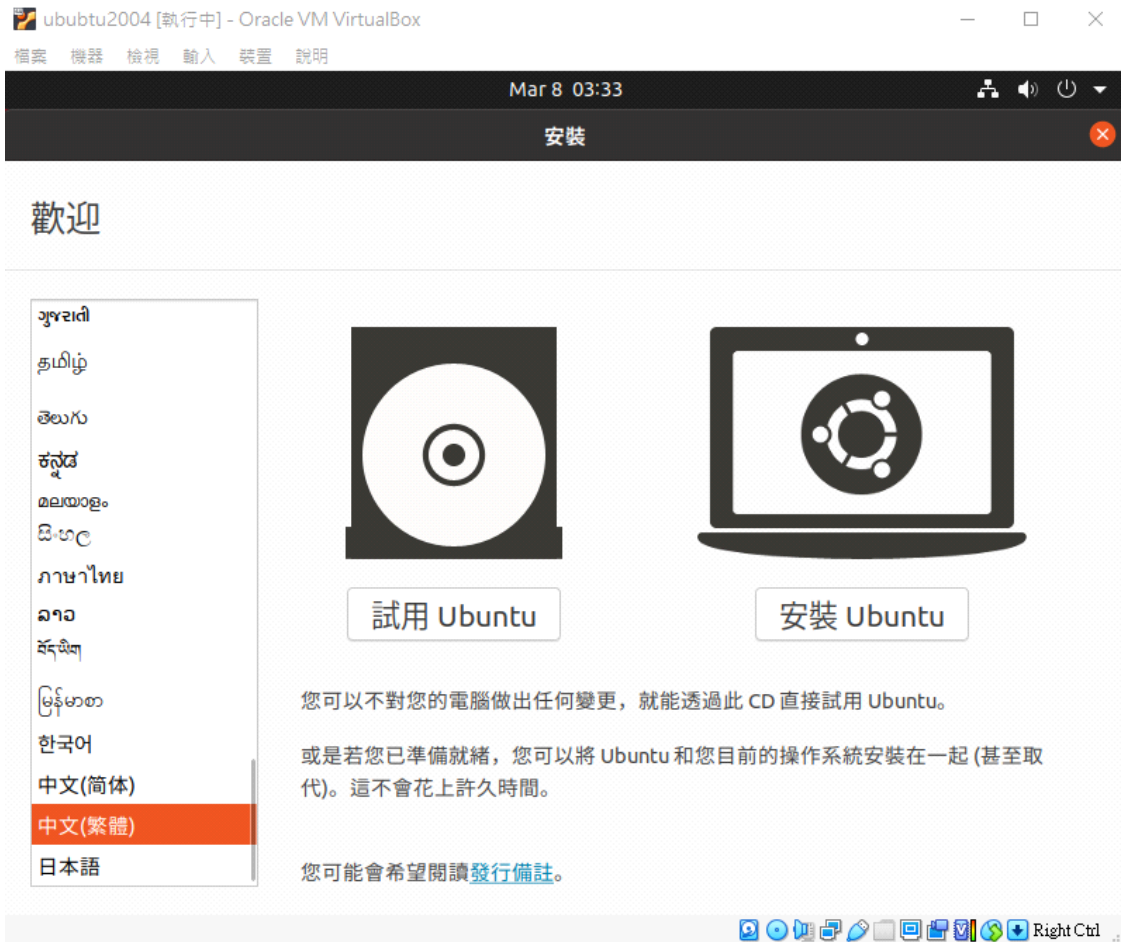 ububtu2004 [執行中] - Oracle VM VirtualBox
檔案 機器 檢視 輸入 裝置 說明
Mar 8 03:33
安裝
歡迎
ગુજરાતી
தமிழ்
తెలుగు
ಕನ್ನಡ
മലയാളം
සිංහල
ภาษาไทย
ລາວ
བོད་ཡིག
မြန်မာစာ
한국어
中文(简体)
中文(繁體)
日本語
試用 Ubuntu
安裝 Ubuntu
您可以不對您的電腦做出任何變更，就能透過此 CD 直接試用 Ubuntu。
或是若您已準備就緒，您可以將 Ubuntu 和您目前的操作系統安裝在一起 (甚至取
代)。這不會花上許久時間。
您可能會希望閱讀發行備註。
Right Ctrl